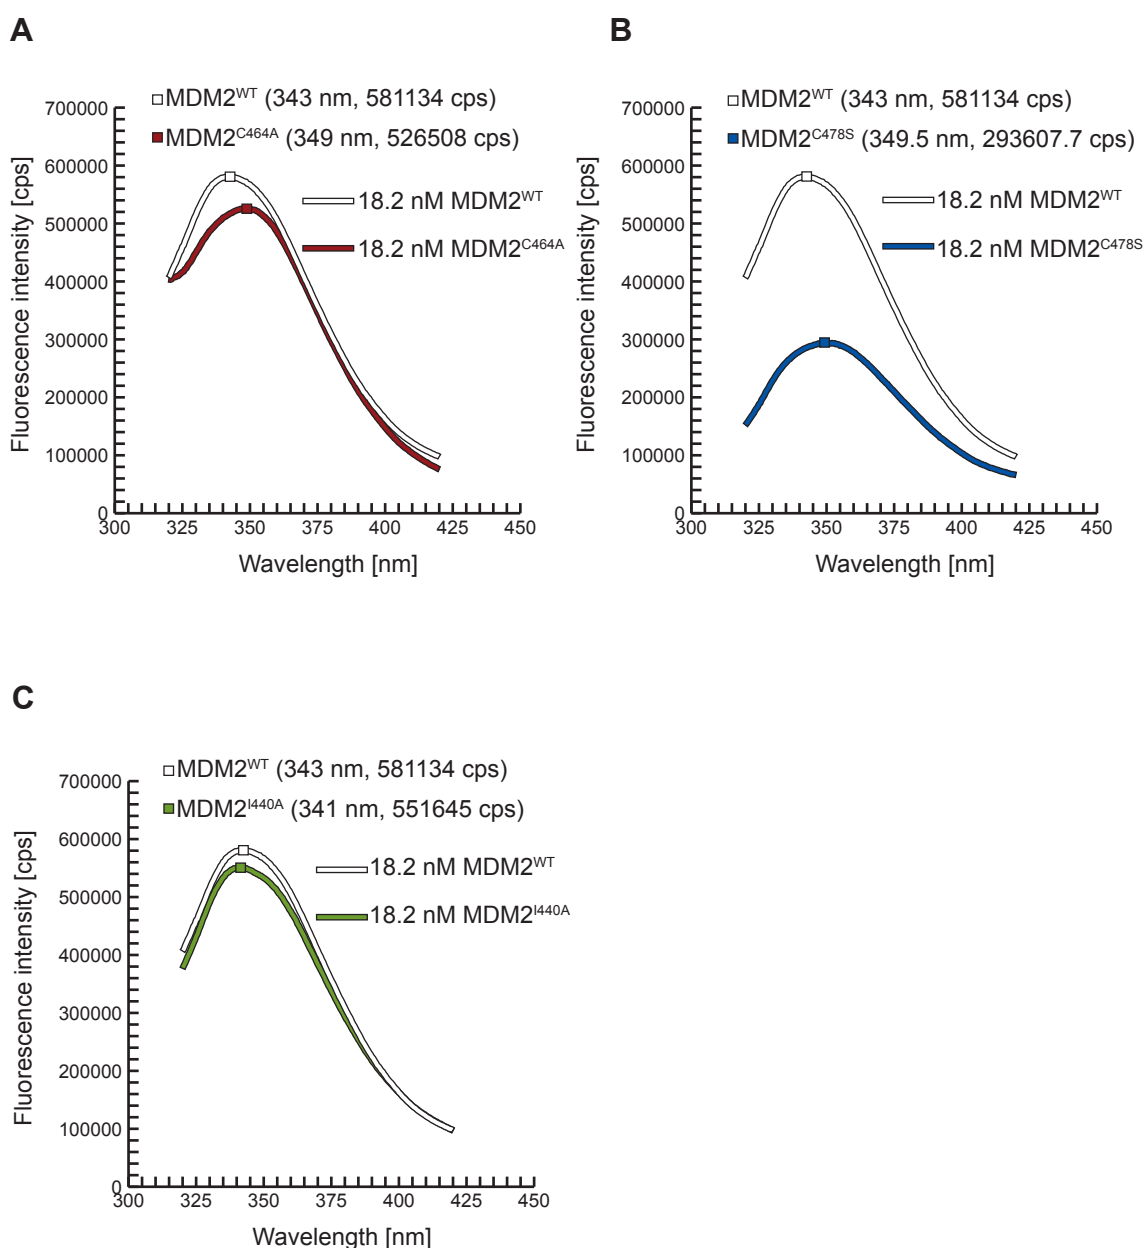 A
MDM2WT (343 nm, 581134 cps)
MDM2C464A (349 nm, 526508 cps)
18.2 nM MDM2WT
18.2 nM MDM2C464A
Fluorescence intensity [cps]
700000
600000
500000
400000
300000
200000
100000
0
300 325 350 375 400 425 450
Wavelength [nm]
B
MDM2WT (343 nm, 581134 cps)
MDM2C478S (349.5 nm, 293607.7 cps)
18.2 nM MDM2WT
18.2 nM MDM2C478S
Fluorescence intensity [cps]
700000
600000
500000
400000
300000
200000
100000
0
300 325 350 375 400 425 450
Wavelength [nm]
C
MDM2WT (343 nm, 581134 cps)
MDM2I440A (341 nm, 551645 cps)
18.2 nM MDM2WT
18.2 nM MDM2I440A
Fluorescence intensity [cps]
700000
600000
500000
400000
300000
200000
100000
0
300 325 350 375 400 425 450
Wavelength [nm]